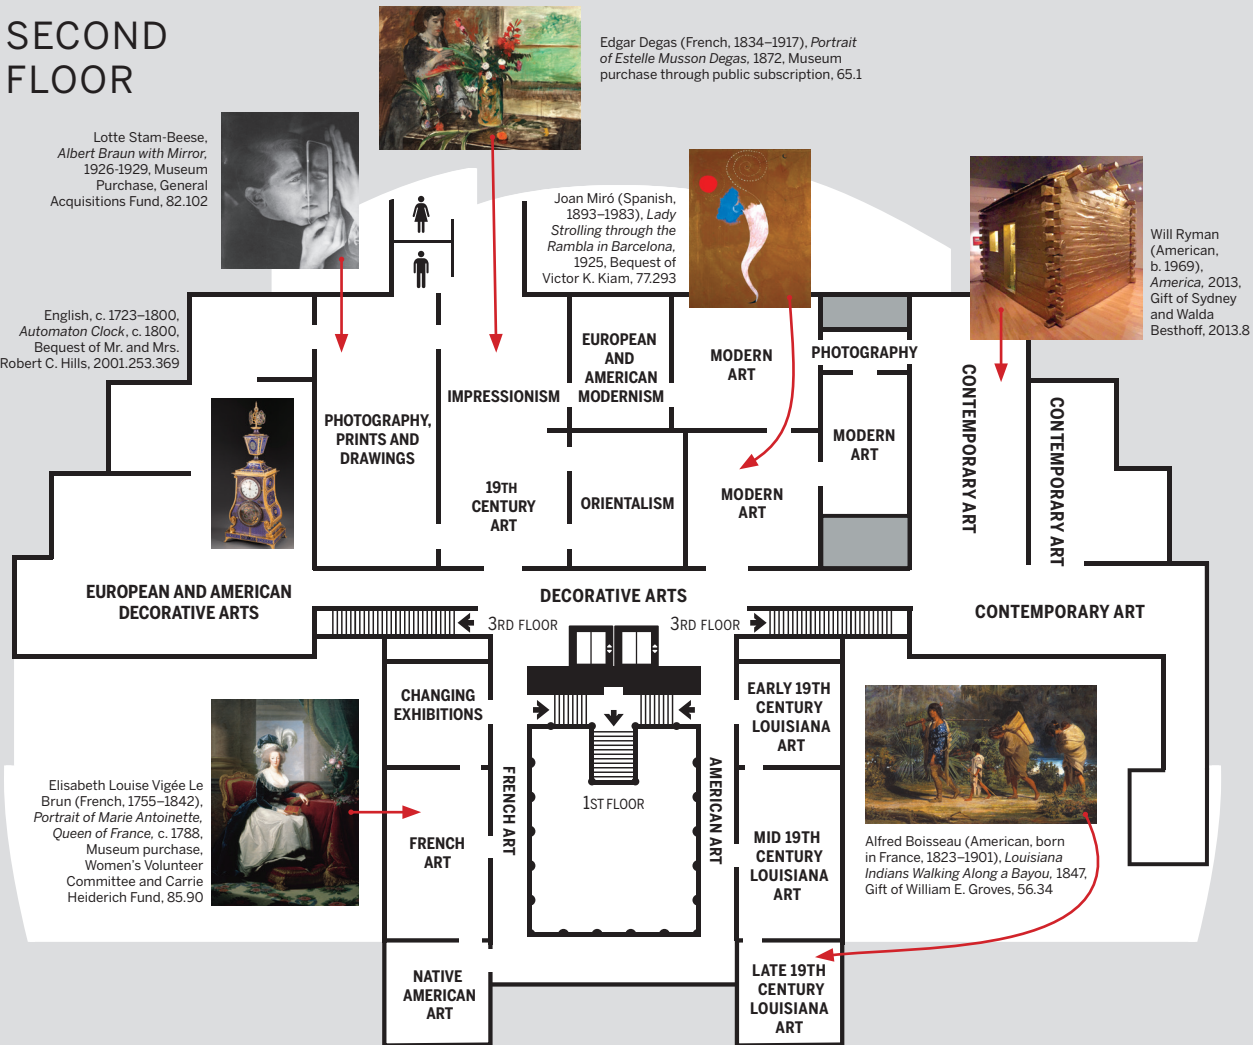 SECOND
FLOOR
Edgar Degas (French, 1834–1917), Portrait
of Estelle Musson Degas, 1872, Museum
purchase through public subscription, 65.1
Lotte Stam-Beese,
Albert Braun with Mirror,
1926-1929, Museum
Purchase, General
Acquisitions Fund, 82.102
Joan Miró (Spanish,
1893–1983), Lady
Strolling through the
Rambla in Barcelona,
1925, Bequest of
Victor K. Kiam, 77.293
Will Ryman
(American,
b. 1969),
America, 2013,
Gift of Sydney
and Walda
Besthoff, 2013.8
English, c. 1723–1800,
Automaton Clock, c. 1800,
Bequest of Mr. and Mrs.
Robert C. Hills, 2001.253.369
PHOTOGRAPHY,
PRINTS AND
DRAWINGS
IMPRESSIONISM
19TH
CENTURY
ART
EUROPEAN
AND
AMERICAN
MODERNISM
ORIENTALISM
MODERN
ART
MODERN
ART
PHOTOGRAPHY
MODERN
ART
CONTEMPORARY ART
CONTEMPORARY ART
EUROPEAN AND AMERICAN
DECORATIVE ARTS
DECORATIVE ARTS
CONTEMPORARY ART
3RD FLOOR
3RD FLOOR
CHANGING
EXHIBITIONS
EARLY 19TH
CENTURY
LOUISIANA
ART
FRENCH ART
1ST FLOOR
AMERICAN ART
Elisabeth Louise Vigée Le
Brun (French, 1755–1842),
Portrait of Marie Antoinette,
Queen of France, c. 1788,
Museum purchase,
Women's Volunteer
Committee and Carrie
Heiderich Fund, 85.90
FRENCH
ART
MID 19TH
CENTURY
LOUISIANA
ART
Alfred Boisseau (American, born
in France, 1823–1901), Louisiana
Indians Walking Along a Bayou, 1847,
Gift of William E. Groves, 56.34
NATIVE
AMERICAN
ART
LATE 19TH
CENTURY
LOUISIANA
ART